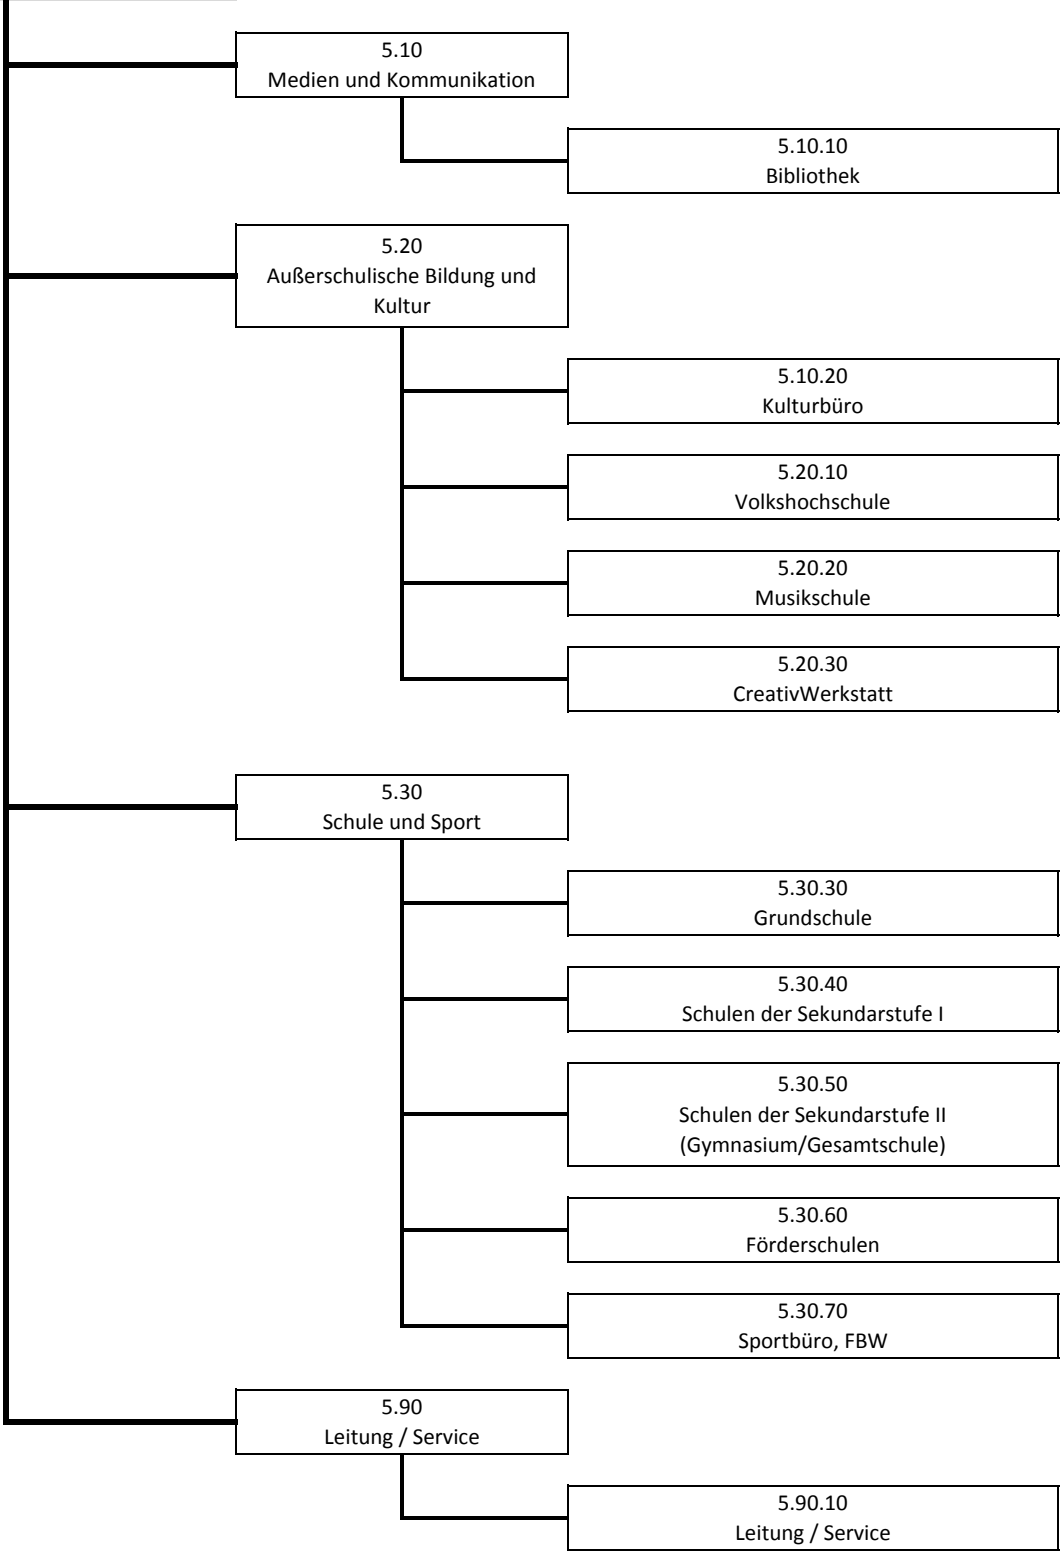 5.10
Medien und Kommunikation
5.10.10
Bibliothek
5.20
Außerschulische Bildung und
Kultur
5.10.20
Kulturbüro
5.20.10
Volkshochschule
5.20.20
Musikschule
5.20.30
CreativWerkstatt
5.30
Schule und Sport
5.30.30
Grundschule
5.30.40
Schulen der Sekundarstufe I
5.30.50
Schulen der Sekundarstufe II
(Gymnasium/Gesamtschule)
5.30.60
Förderschulen
5.30.70
Sportbüro, FBW
5.90
Leitung / Service
5.90.10
Leitung / Service